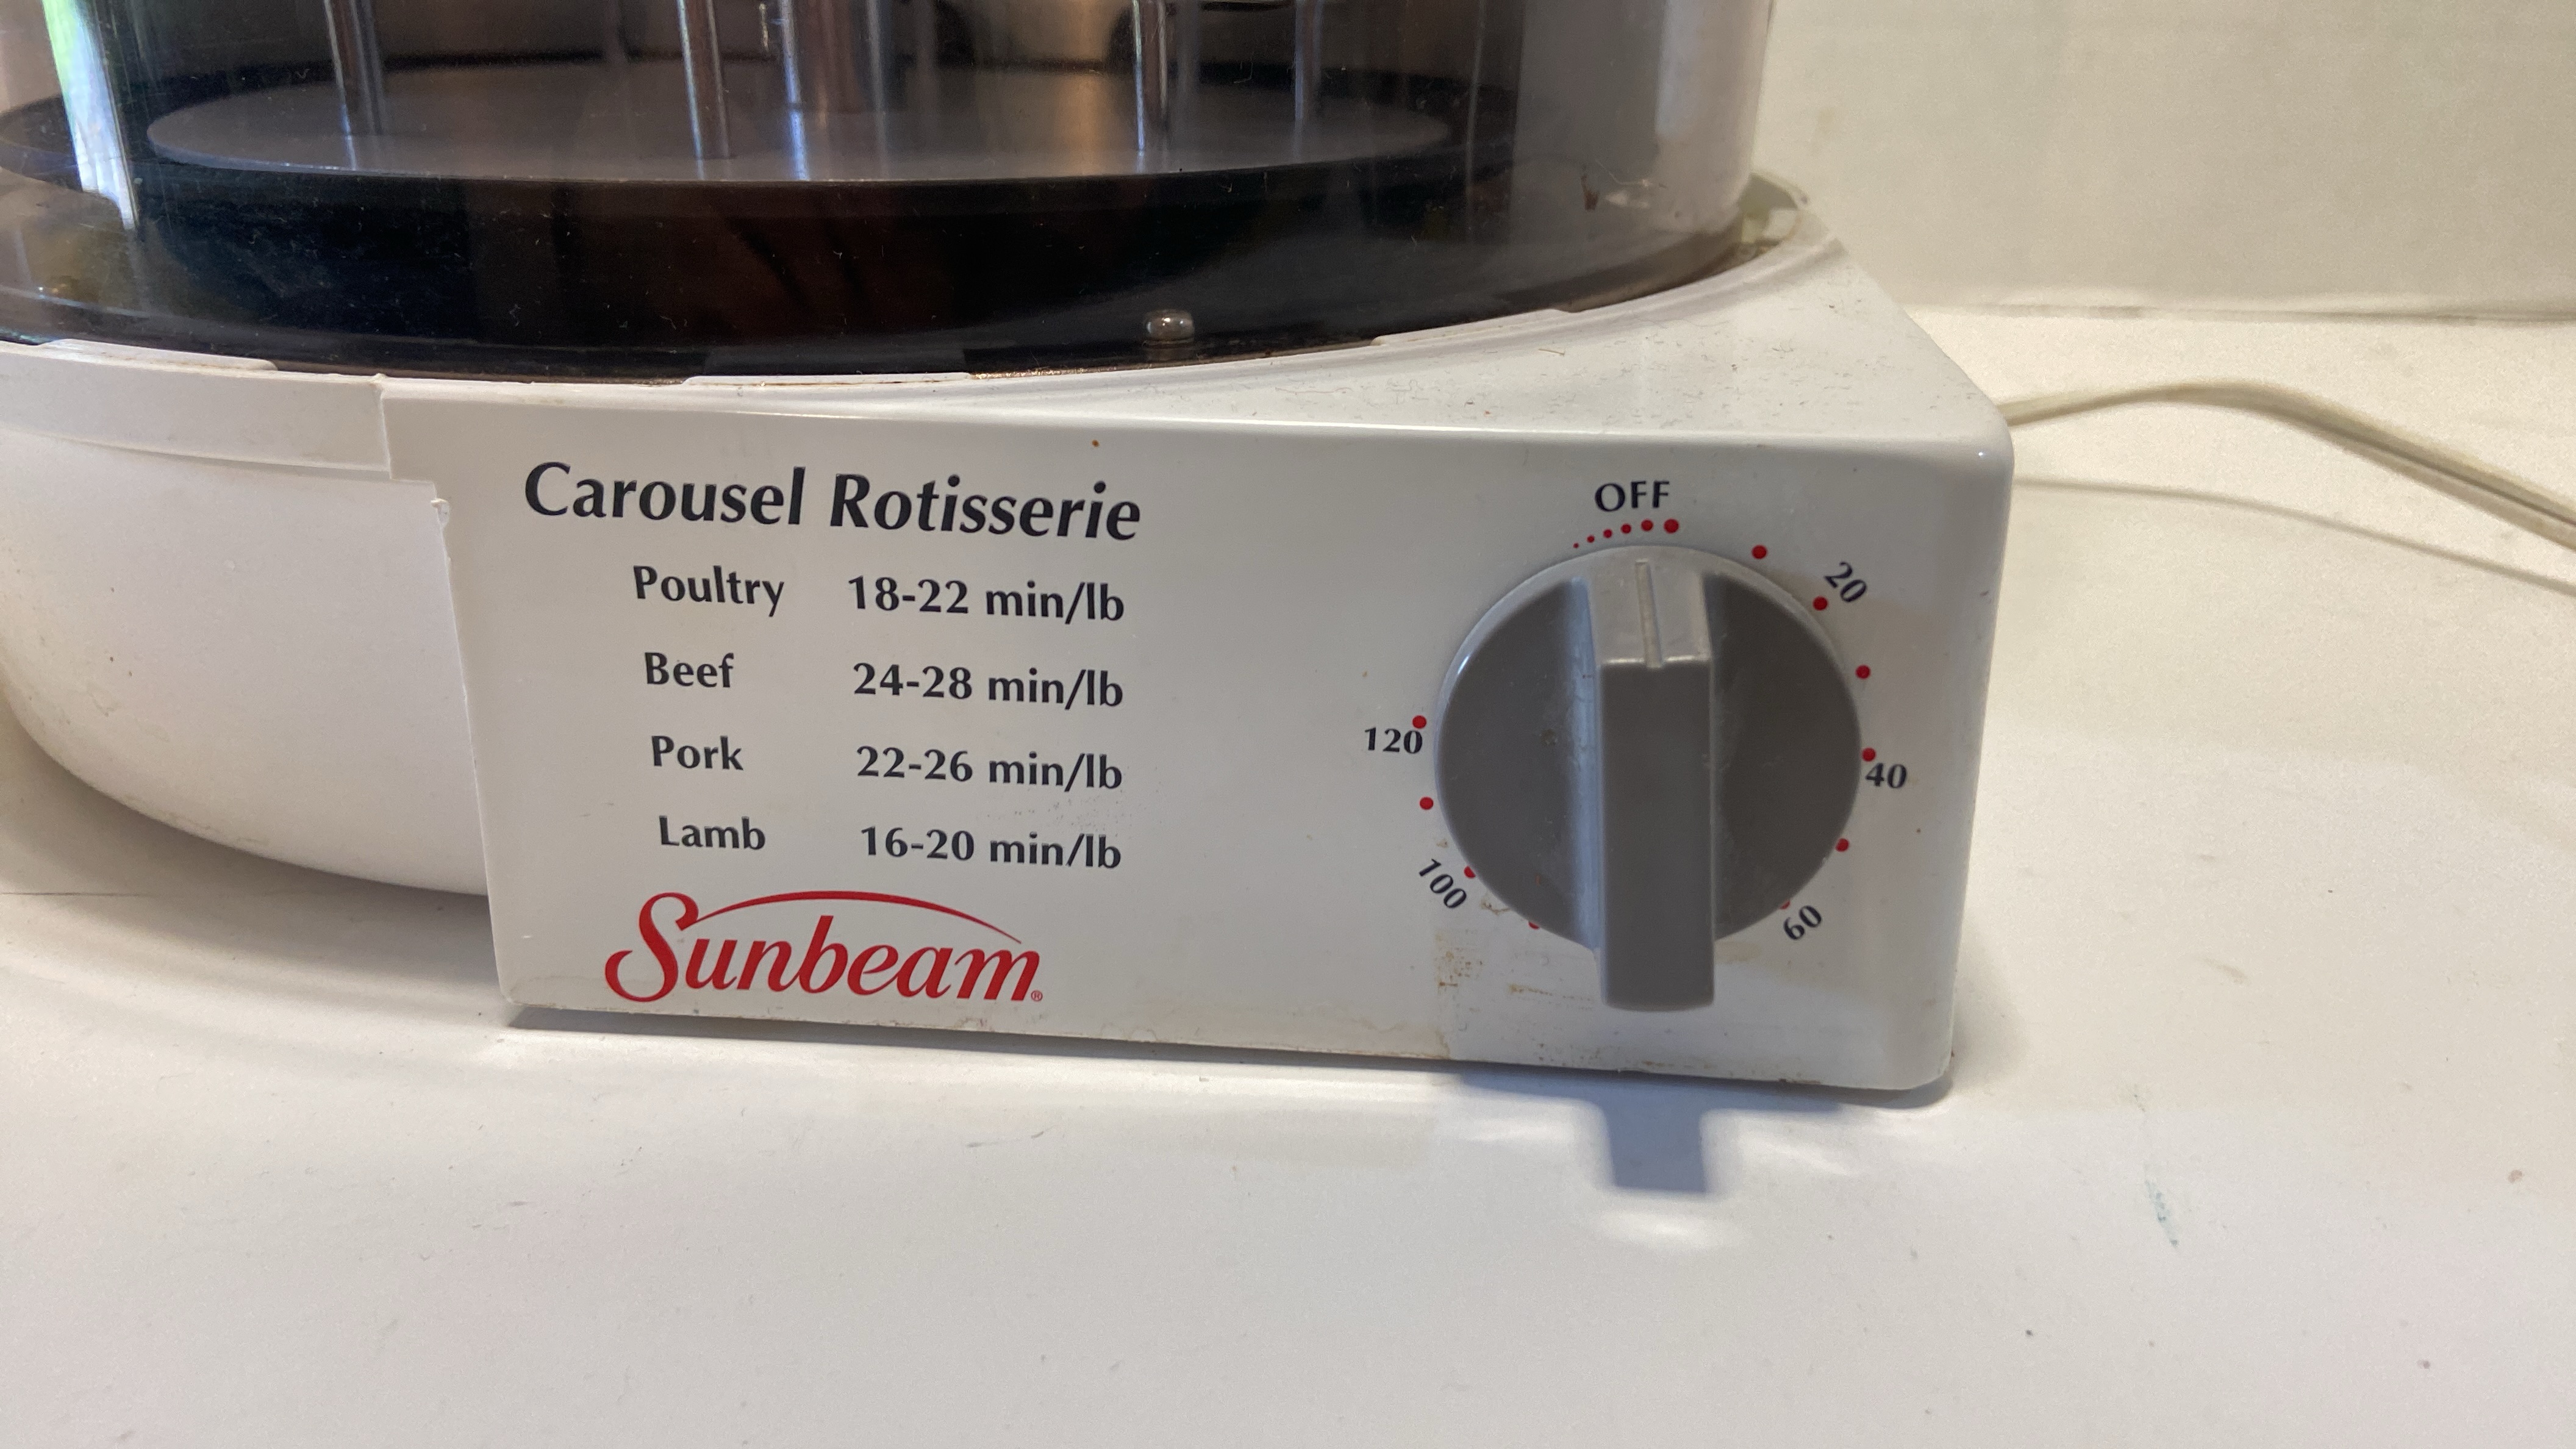 Carousel Rotisserie
Poultry 18-22 min/lb
Beef 24-28 min/lb
Pork 22-26 min/lb
Lamb 16-20 min/lb
Sunbeam®
OFF
20
40
60
100
120